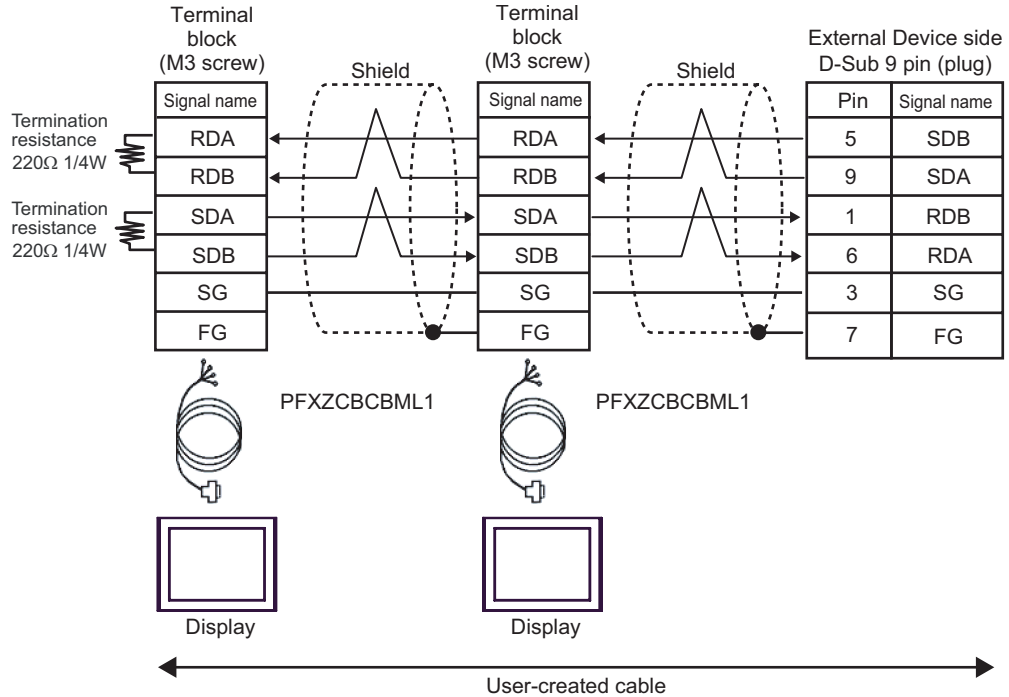 Terminal
block
(M3 screw)
Terminal
block
(M3 screw)
External Device side
D-Sub 9 pin (plug)
Shield
Shield
Signal name
Signal name
Pin
Signal name
Termination
resistance
220Ω 1/4W
RDA
RDA
5
SDB
RDB
RDB
9
SDA
Termination
resistance
220Ω 1/4W
SDA
SDA
1
RDB
SDB
SDB
6
RDA
SG
SG
3
SG
FG
FG
7
FG
PFXZCBCBML1
PFXZCBCBML1
Display
Display
User-created cable